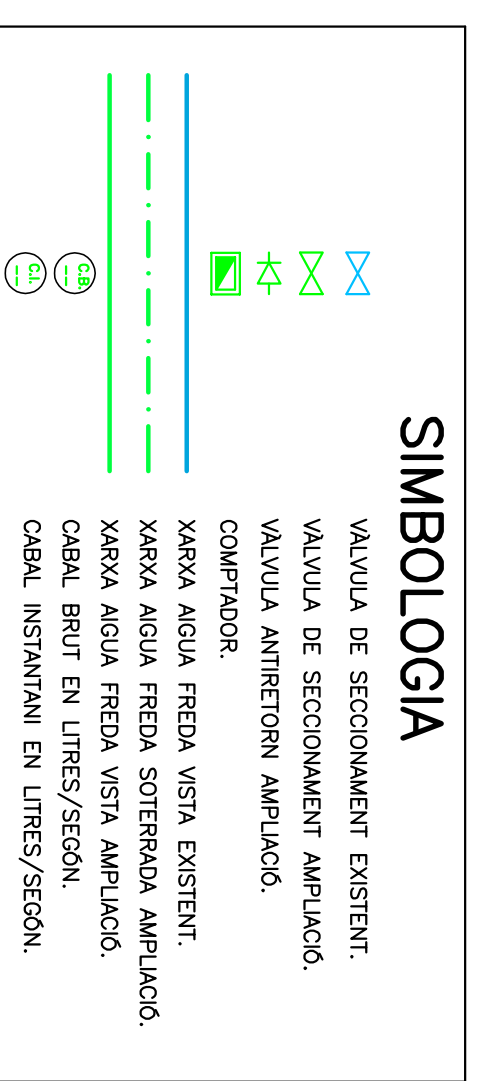 SIMBOLOGIA
VÀLVULA DE SECCIONAMENT EXISTENT.
VÀLVULA DE SECCIONAMENT AMPLIACIÓ.
VÀLVULA ANTIRETORN AMPLIACIÓ.
COMPTADOR.
XARXA AIGUA FREDA VISTA EXISTENT.
XARXA AIGUA FREDA SOTERRADA AMPLIACIÓ.
XARXA AIGUA FREDA VISTA AMPLIACIÓ.
C.B. CABAL BRUT EN LITRES/SEGÓN.
C.I. CABAL INSTANTANI EN LITRES/SEGÓN.